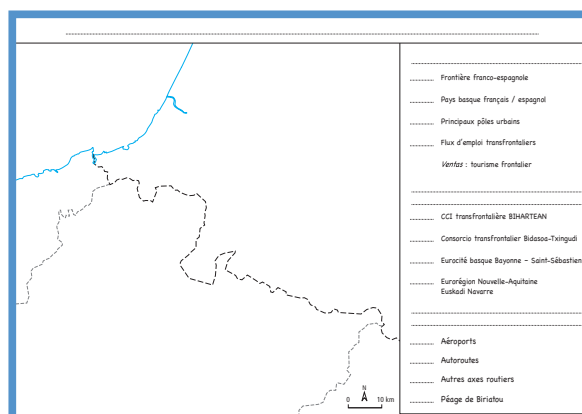 Frontière franco-espagnole
Pays basque français / espagnol
Principaux pôles urbains
Flux d'emploi transfrontaliers
Ventas : tourisme frontalier
CCI transfrontalière BIHARTEAN
Consorcio transfrontalier Bidasoa-Txingudi
Eurocité basque Bayonne – Saint-Sébastien
Eurorégion Nouvelle-Aquitaine
Euskadi Navarre
Aéroports
Autoroutes
Autres axes routiers
Péage de Biriatou
N
0 10 km